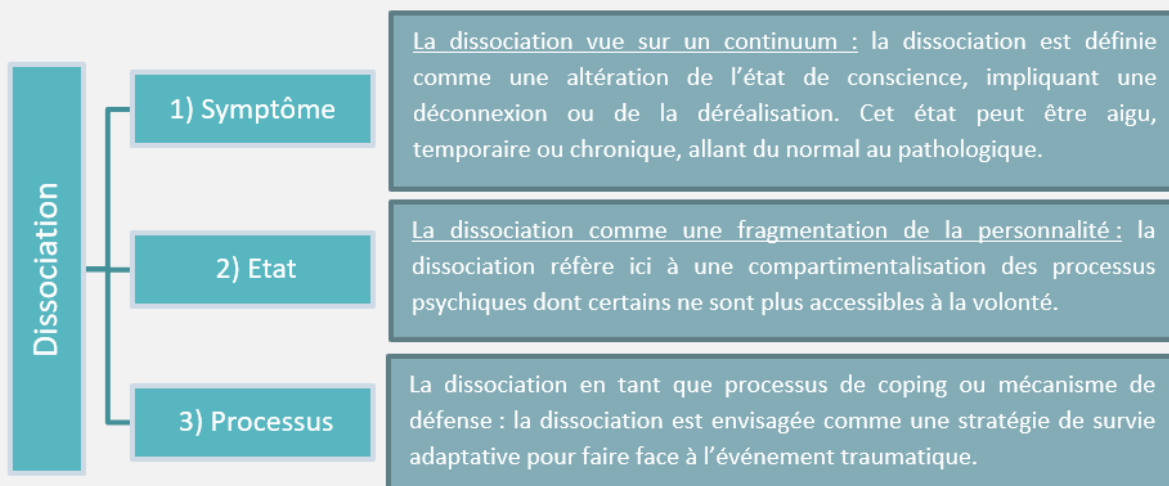 Dissociation
1) Symptôme
La dissociation vue sur un continuum : la dissociation est définie
comme une altération de l'état de conscience, impliquant une
déconnexion ou de la déréalisation. Cet état peut être aigu,
temporaire ou chronique, allant du normal au pathologique.
2) Etat
La dissociation comme une fragmentation de la personnalité : la
dissociation réfère ici à une compartimentalisation des processus
psychiques dont certains ne sont plus accessibles à la volonté.
3) Processus
La dissociation en tant que processus de coping ou mécanisme de
défense : la dissociation est envisagée comme une stratégie de survie
adaptative pour faire face à l'événement traumatique.